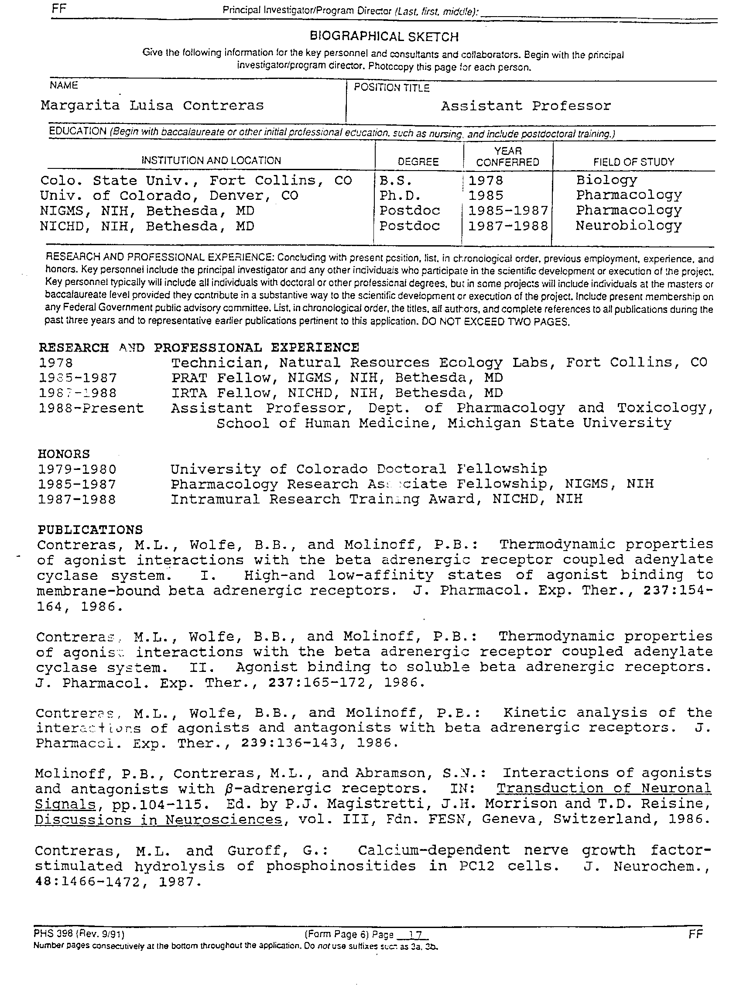 FF
Principal Investigator/Program Director (Last, first, middle):
BIOGRAPHICAL SKETCH
Give the following information for the key personnel and consultants and collaborators. Begin with the principal
investigator/program director. Photocopy this page for each person.
NAME
POSITION TITLE
Margarita Luisa Contreras
Assistant Professor
EDUCATION (Begin with baccalaureate or other initial professional education, such as nursing, and include postdoctoral training.)
INSTITUTION AND LOCATION DEGREE YEAR CONFERRED FIELD OF STUDY
Colo. State Univ., Fort Collins, CO B.S. 1978 Biology
Univ. of Colorado, Denver, CO Ph.D. 1985 Pharmacology
NIGMS, NIH, Bethesda, MD Postdoc 1985-1987 Pharmacology
NICHD, NIH, Bethesda, MD Postdoc 1987-1988 Neurobiology
RESEARCH AND PROFESSIONAL EXPERIENCE: Concluding with present position, list, in chronological order, previous employment, experience, and
honors. Key personnel include the principal investigator and any other individuals who participate in the scientific development or execution of the project.
Key personnel typically will include all individuals with doctoral or other professional degrees, but in some projects will include individuals at the masters or
baccalaureate level provided they contribute in a substantive way to the scientific development or execution of the project. Include present membership on
any Federal Government public advisory committee. List, in chronological order, the titles, all authors, and complete references to all publications during the
past three years and to representative earlier publications pertinent to this application. DO NOT EXCEED TWO PAGES.
RESEARCH AND PROFESSIONAL EXPERIENCE
1978 Technician, Natural Resources Ecology Labs, Fort Collins, CO
1985-1987 PRAT Fellow, NIGMS, NIH, Bethesda, MD
1987-1988 IRTA Fellow, NICHD, NIH, Bethesda, MD
1988-Present Assistant Professor, Dept. of Pharmacology and Toxicology,
School of Human Medicine, Michigan State University
HONORS
1979-1980 University of Colorado Doctoral Fellowship
1985-1987 Pharmacology Research Associate Fellowship, NIGMS, NIH
1987-1988 Intramural Research Training Award, NICHD, NIH
PUBLICATIONS
Contreras, M.L., Wolfe, B.B., and Molinoff, P.B.: Thermodynamic properties
of agonist interactions with the beta adrenergic receptor coupled adenylate
cyclase system. I. High-and low-affinity states of agonist binding to
membrane-bound beta adrenergic receptors. J. Pharmacol. Exp. Ther., 237:154-
164, 1986.
Contreras, M.L., Wolfe, B.B., and Molinoff, P.B.: Thermodynamic properties
of agonist interactions with the beta adrenergic receptor coupled adenylate
cyclase system. II. Agonist binding to soluble beta adrenergic receptors.
J. Pharmacol. Exp. Ther., 237:165-172, 1986.
Contreras, M.L., Wolfe, B.B., and Molinoff, P.B.: Kinetic analysis of the
interactions of agonists and antagonists with beta adrenergic receptors. J.
Pharmacol. Exp. Ther., 239:136-143, 1986.
Molinoff, P.B., Contreras, M.L., and Abramson, S.N.: Interactions of agonists
and antagonists with β-adrenergic receptors. IN: Transduction of Neuronal
Signals, pp.104-115. Ed. by P.J. Magistretti, J.H. Morrison and T.D. Reisine,
Discussions in Neurosciences, vol. III, Fdn. FESN, Geneva, Switzerland, 1986.
Contreras, M.L. and Guroff, G.: Calcium-dependent nerve growth factor-
stimulated hydrolysis of phosphoinositides in PC12 cells. J. Neurochem.,
48:1466-1472, 1987.
PHS 398 (Rev. 9/91) (Form Page 6) Page 17 FF
Number pages consecutively at the bottom throughout the application. Do not use suffixes such as 3a, 3b.